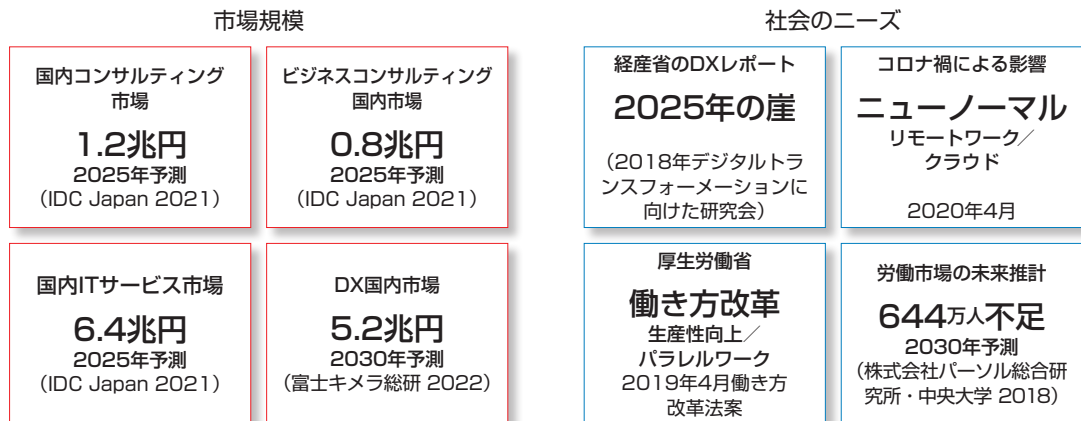 市場規模
国内コンサルティング
市場
1.2兆円
2025年予測
（IDC Japan 2021）
ビジネスコンサルティング
国内市場
0.8兆円
2025年予測
（IDC Japan 2021）
国内ITサービス市場
6.4兆円
2025年予測
（IDC Japan 2021）
DX国内市場
5.2兆円
2030年予測
（富士キメラ総研 2022）
社会のニーズ
経産省のDXレポート
2025年の崖
（2018年デジタルトラ
ンスフォーメーションに
向けた研究会）
コロナ禍による影響
ニューノーマル
リモートワーク／
クラウド
2020年4月
厚生労働省
働き方改革
生産性向上／
パラレルワーク
2019年4月働き方
改革法案
労働市場の未来推計
644万人不足
2030年予測
（株式会社パーソル総合研
究所・中央大学 2018）